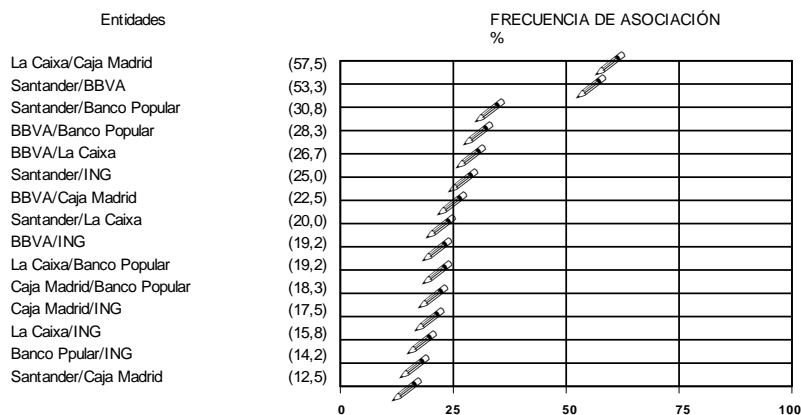 Entidades FRECUENCIA DE ASOCIACIÓN
%
La Caixa/Caja Madrid (57,5)
Santander/BBVA (53,3)
Santander/Banco Popular (30,8)
BBVA/Banco Popular (28,3)
BBVA/La Caixa (26,7)
Santander/ING (25,0)
BBVA/Caja Madrid (22,5)
Santander/La Caixa (20,0)
BBVA/ING (19,2)
La Caixa/Banco Popular (19,2)
Caja Madrid/Banco Popular (18,3)
Caja Madrid/ING (17,5)
La Caixa/ING (15,8)
Banco Ppular/ING (14,2)
Santander/Caja Madrid (12,5)
0 25 50 75 100